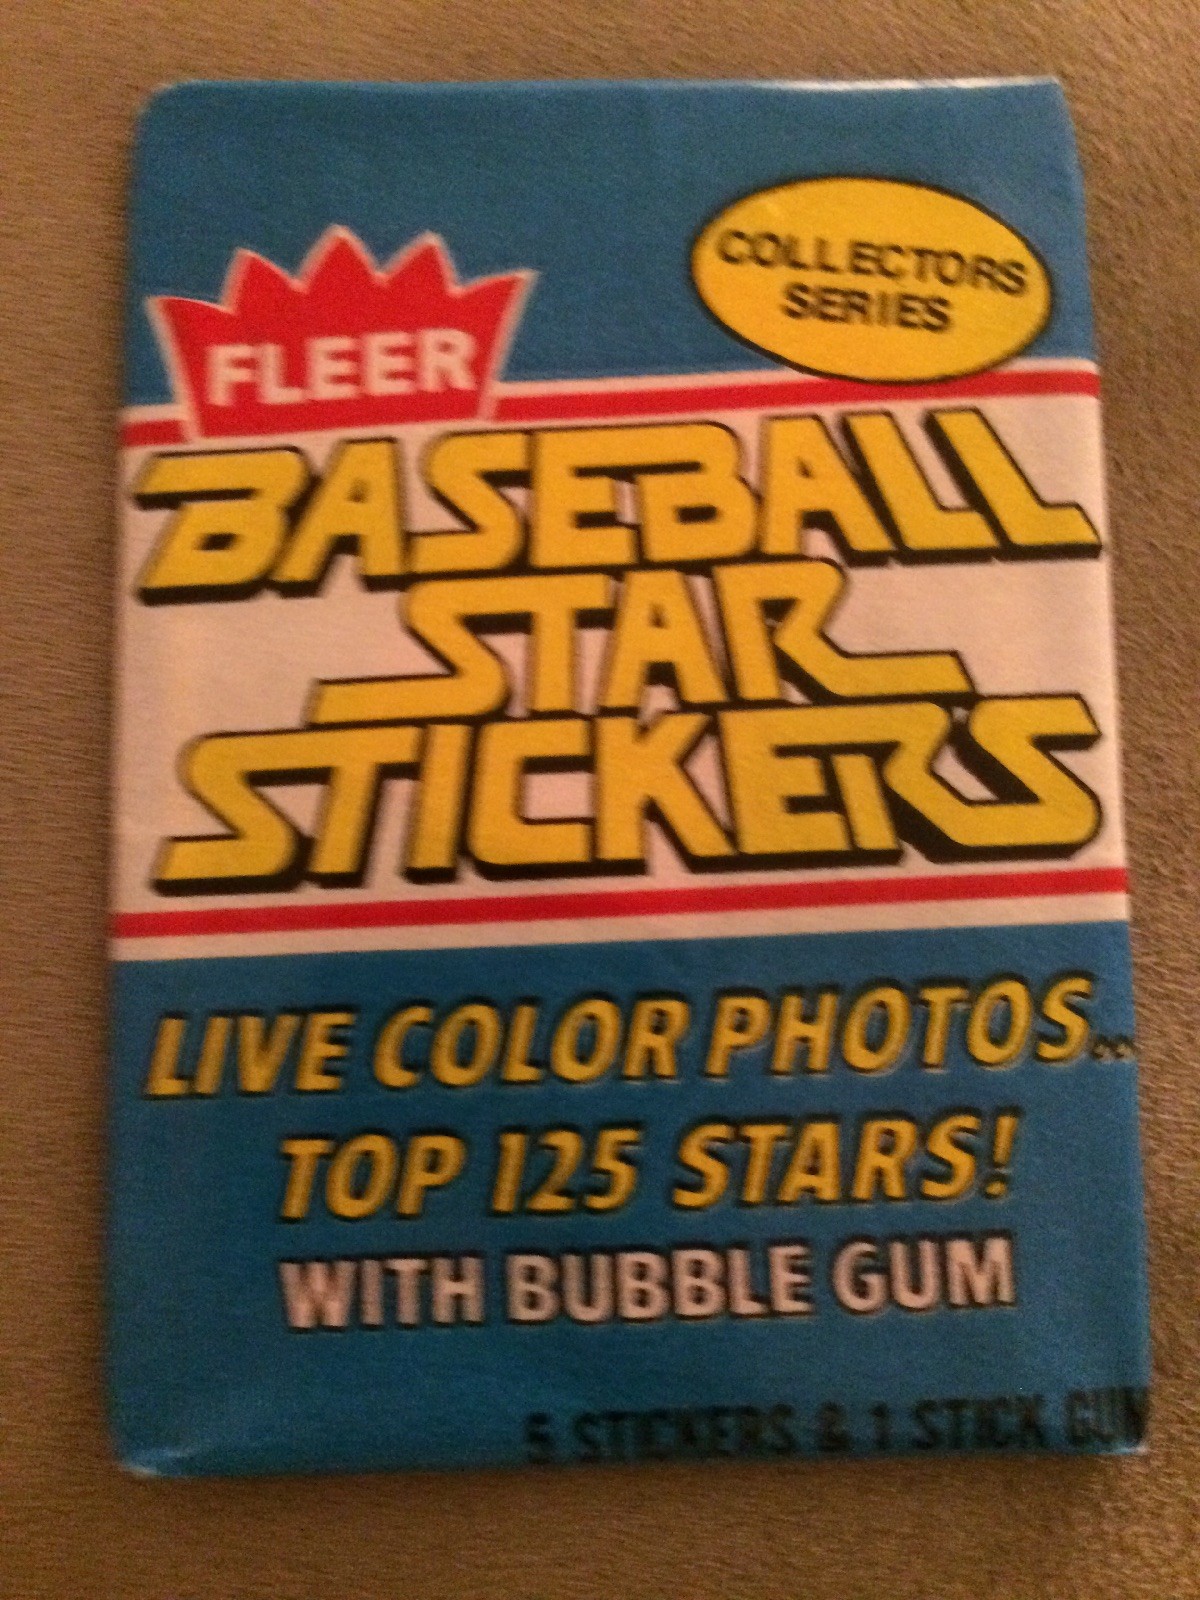 COLLECTORS
SERIES
FLEER
BASEBALL
STAR
STICKERS
LIVE COLOR PHOTOS...
TOP 125 STARS!
WITH BUBBLE GUM
5 STICKERS & 1 STICK GUM